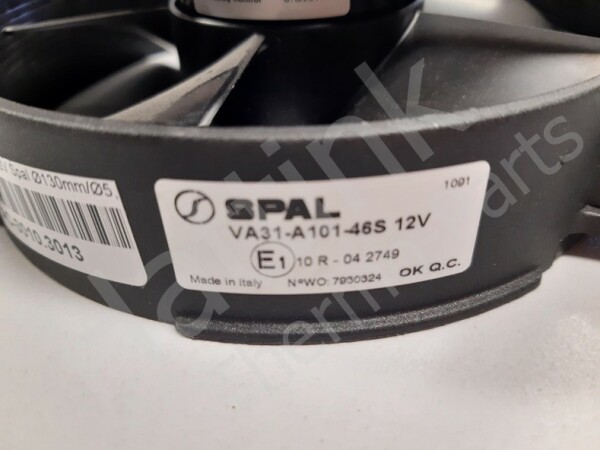 Spal Ø130mm/Ø5.
0010.3013
1091
SPAL
VA31-A101-46S 12V
E1 10 R - 04 2749
Made in Italy N°WO: 7930324 OK Q.C.